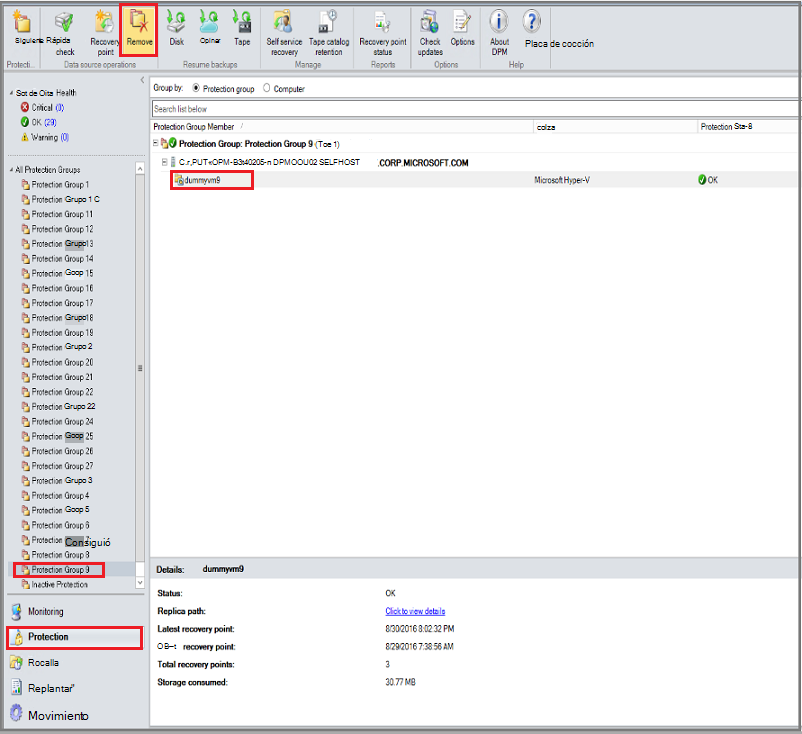 Siguiente Rápida check Recovery point Remove Disk Opinar Tape Self service recovery Tape catalog retention Recovery point status Check updates Options About DPM Placa de cocción
Protecti... Data source operations Resume backups Manage Reports Options Help
Sot de Oita Health
Critical (0)
OK (29)
Warning (0)
All Protection Groups
Protection Group 1
Protection Grupo 1 C
Protection Group 11
Protection Group 12
Protection Grupo13
Protection Group 14
Protection Goop 15
Protection Group 16
Protection Group 17
Protection Grupo18
Protection Group 19
Protection Grupo 2
Protection Group 20
Protection Group 21
Protection Group 22
Protection Grupo 22
Protection Group 24
Protection Goop 25
Protection Group 26
Protection Group 27
Protection Grupo 3
Protection Group 4
Protection Goop 5
Protection Group 6
Protection Consiguió
Protection Group 8
Protection Group 9
Inactive Protection
Monitoring
Protection
Rocalla
Replantar"
Movimiento
Group by: Protection group Computer
Search list below
Protection Group Member / colza Protection Sta-8
Protection Group: Protection Group 9 (Toe 1)
C.r,PUT«OPM-B3t40205-n DPMOOU02 SELFHOST .CORP.MICROSOFT.COM
dummyvm9 Microsoft Hyper-V OK
Details: dummyvm9
Status: OK
Replica path: Click to view details
Latest recovery point: 8/30/2016 8:02:32 PM
OB-t recovery point: 8/29/2016 7:38:56 AM
Total recovery points: 3
Storage consumed: 30.77 MB